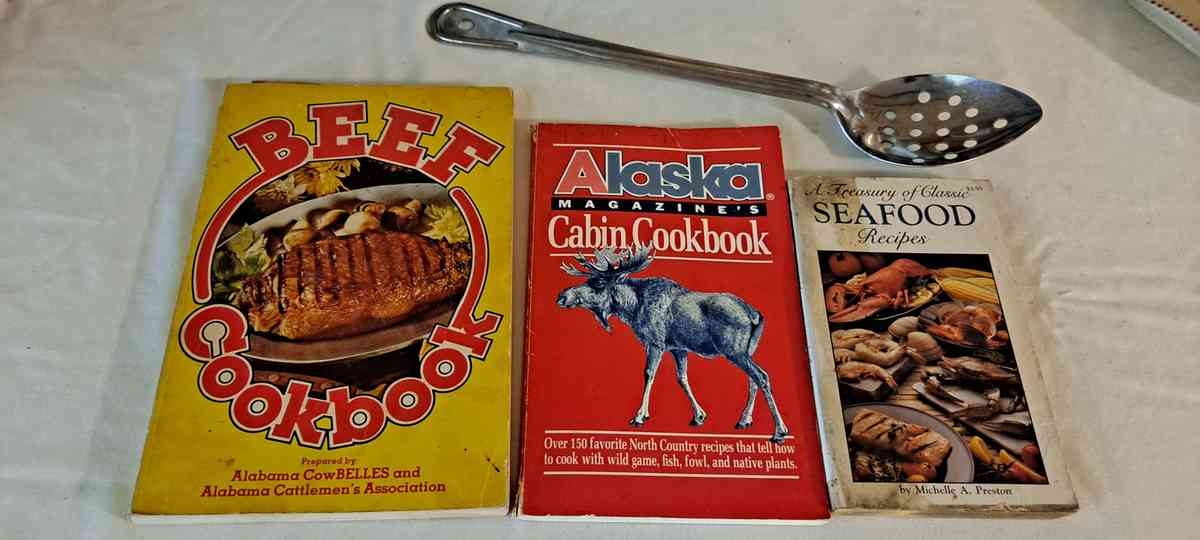 BEEF
Cookbook
Prepared by
Alabama CowBELLES and
Alabama Cattlemen's Association
Alaska®
MAGAZINE'S
Cabin Cookbook
Over 150 favorite North Country recipes that tell how
to cook with wild game, fish, fowl, and native plants.
A Treasury of Classic
SEAFOOD
Recipes
by Michelle A. Preston